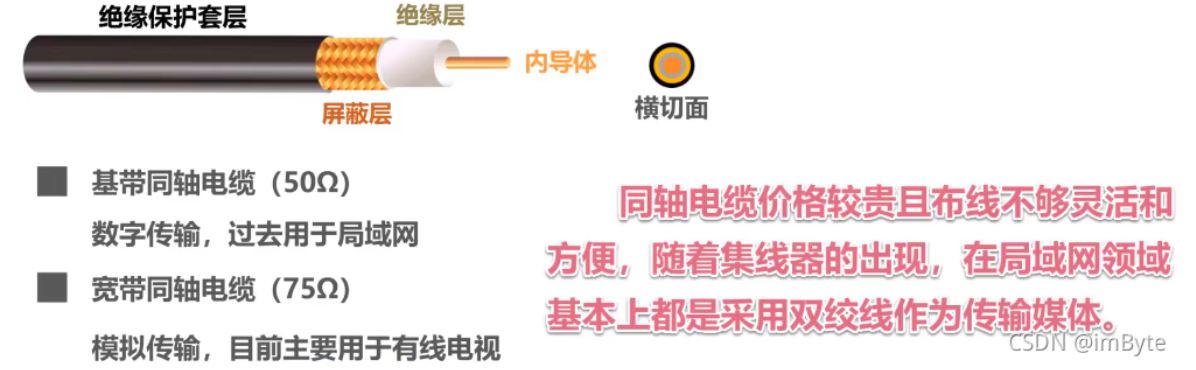 绝缘保护套层
绝缘层
内导体
屏蔽层
横切面
基带同轴电缆（50Ω）
数字传输，过去用于局域网
宽带同轴电缆（75Ω）
模拟传输，目前主要用于有线电视
同轴电缆价格较贵且布线不够灵活和
方便，随着集线器的出现，在局域网领域
基本上都是采用双绞线作为传输媒体。
CSDN @imByte